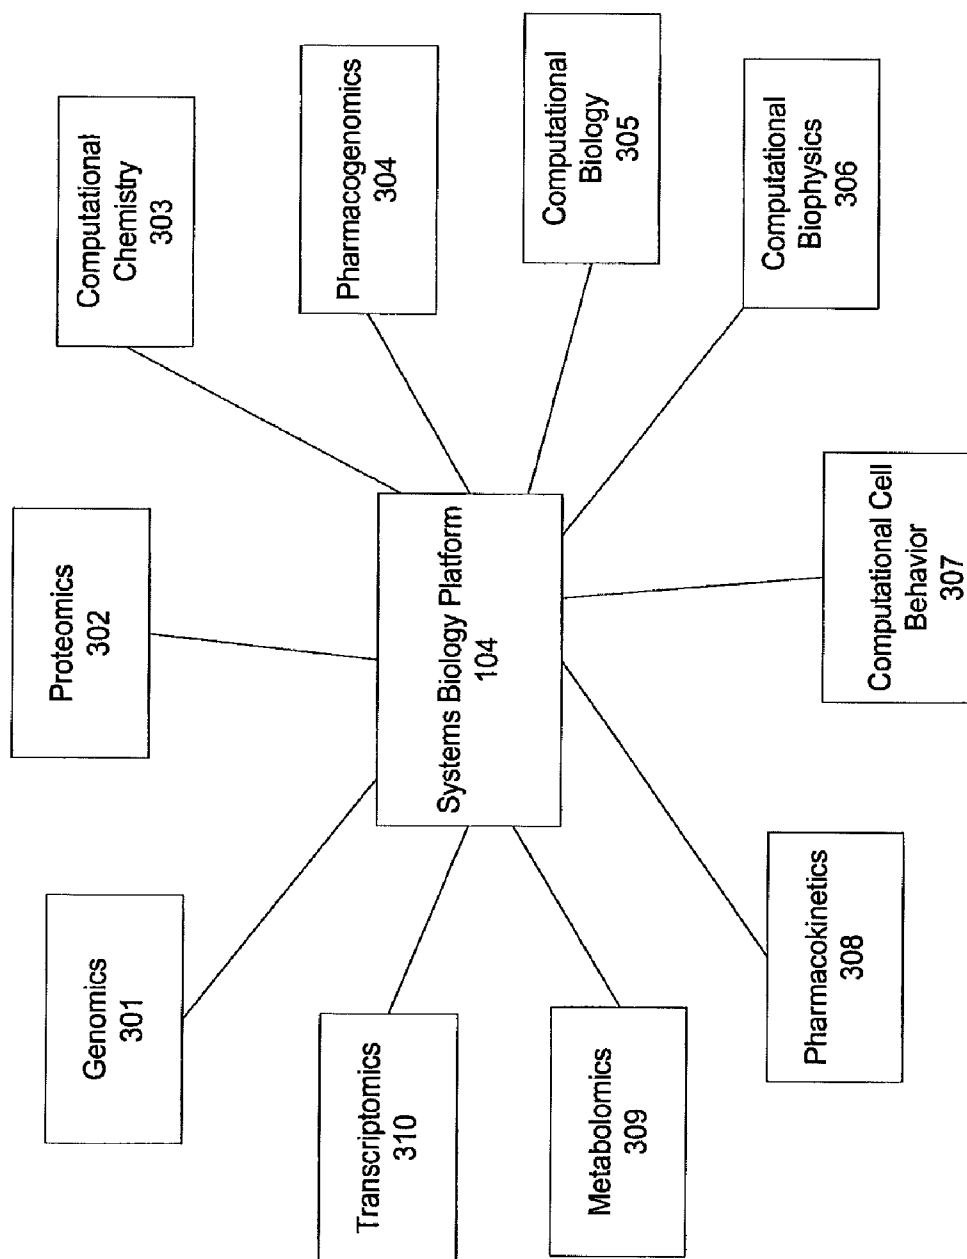 Genomics
301
Proteomics
302
Computational
Chemistry
303
Pharmacogenomics
304
Computational
Biology
305
Computational
Biophysics
306
Computational Cell
Behavior
307
Pharmacokinetics
308
Metabolomics
309
Transcriptomics
310
Systems Biology Platform
104